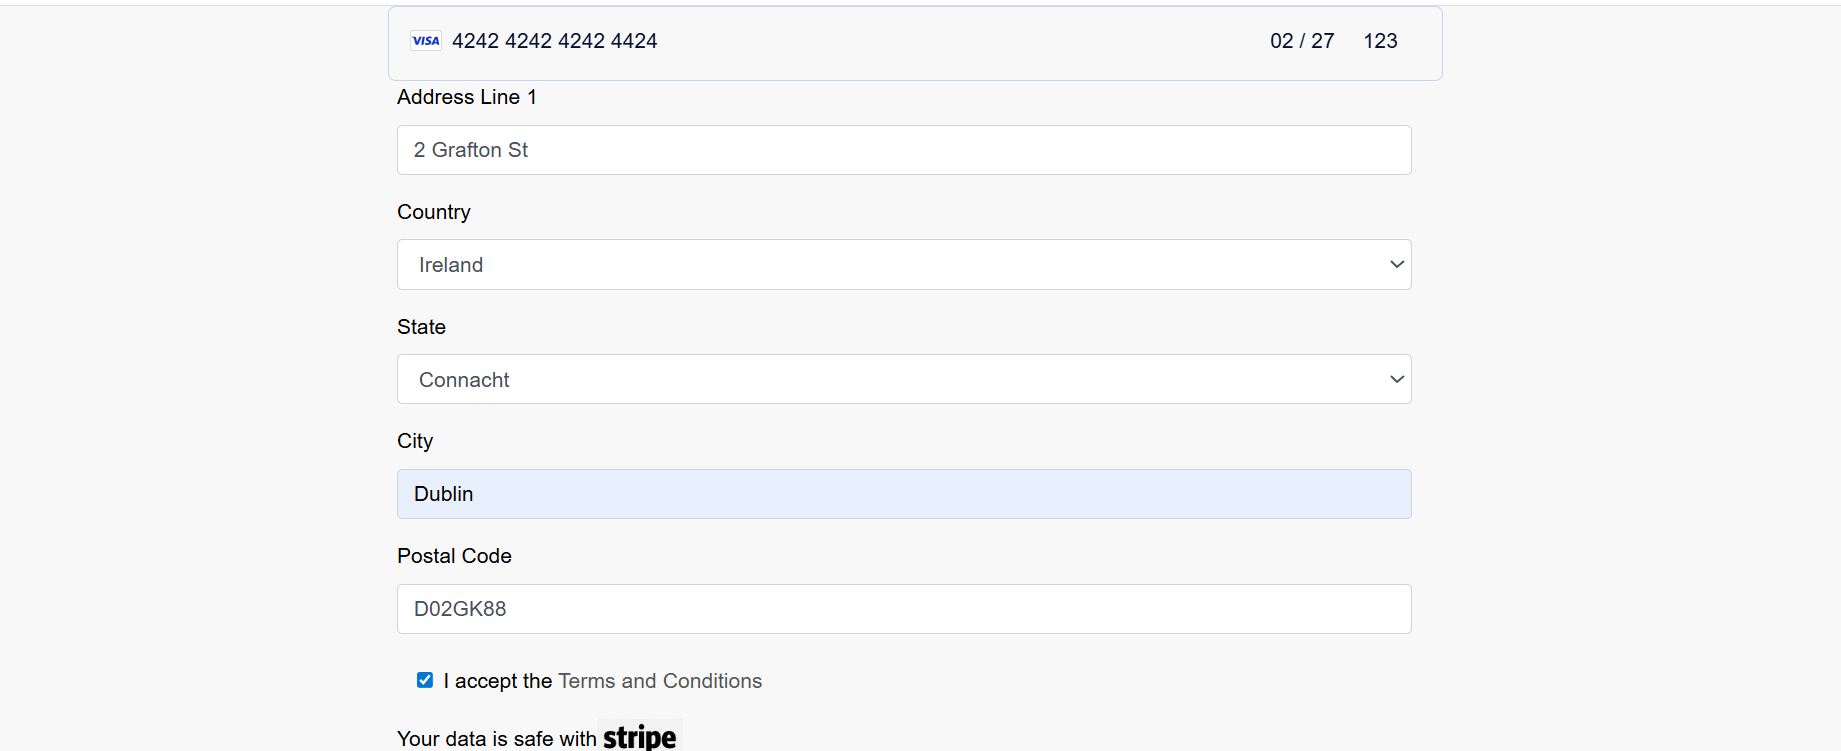 VISA 4242 4242 4242 4424 02 / 27 123
Address Line 1
2 Grafton St
Country
Ireland
State
Connacht
City
Dublin
Postal Code
D02GK88
I accept the Terms and Conditions
Your data is safe with stripe